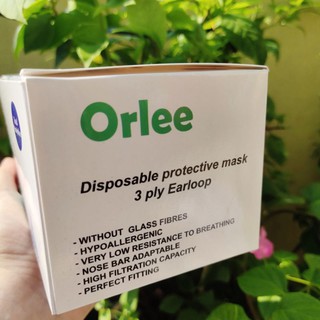 Orlee
Disposable protective mask
3 ply Earloop
- WITHOUT GLASS FIBRES
- HYPOALLERGENIC
- VERY LOW RESISTANCE TO BREATHING
- NOSE BAR ADAPTABLE
- HIGH FILTRATION CAPACITY
- PERFECT FITTING